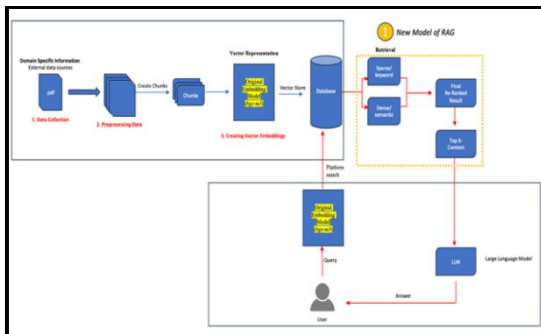 1 New Model of RAG
Domain Specific Information
External data sources
.pdf
1. Data Collection
2. Preprocessing Data
Create Chunks
Chunks
Vector Representation
Original
Embedding
Model
3. Creating Vector Embeddings
Vector Store
Database
Retrieval
Sparse/
keyword
Dense/
semantic
Final
Re-Ranked
Result
Top K-
Context
Platform
search
Original
Embedding
Model
Query
User
Answer
LLM
Large Language Model